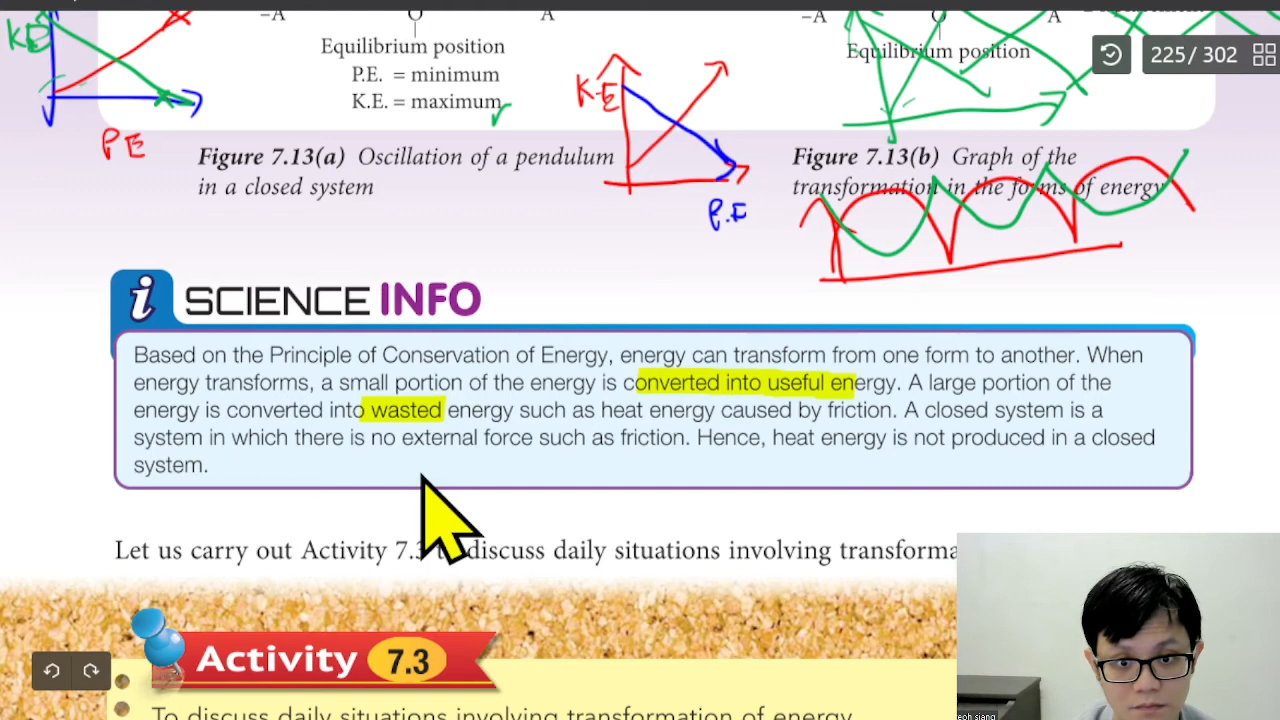 -A O A
-A O A
KE
Equilibrium position
P.E. = minimum
K.E. = maximum
PE
K.E
P.E
Equilibrium position
225/ 302
Figure 7.13(a) Oscillation of a pendulum
in a closed system
Figure 7.13(b) Graph of the
transformation in the forms of energy
i SCIENCE INFO
Based on the Principle of Conservation of Energy, energy can transform from one form to another. When
energy transforms, a small portion of the energy is converted into useful energy. A large portion of the
energy is converted into wasted energy such as heat energy caused by friction. A closed system is a
system in which there is no external force such as friction. Hence, heat energy is not produced in a closed
system.
Let us carry out Activity 7.3 to discuss daily situations involving transforma
Activity 7.3
To discuss daily situations involving transformation of energy
eph siang